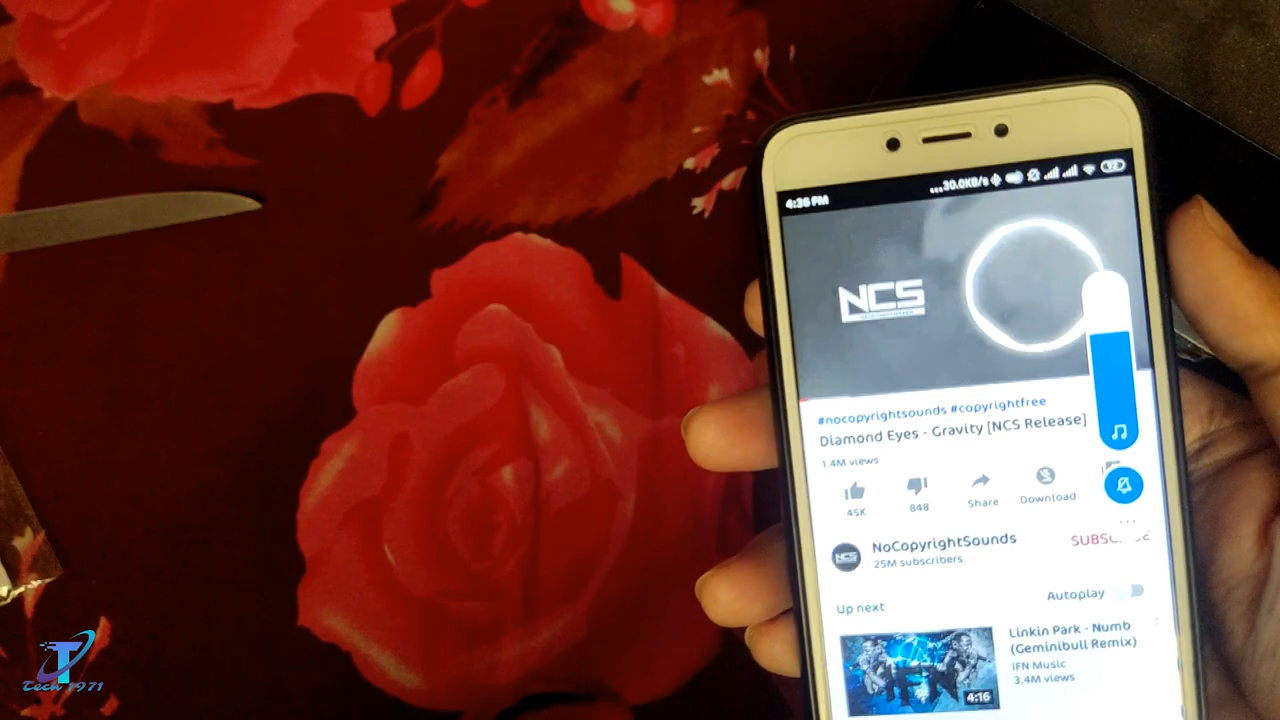 4:36 PM ...30.0KB/s
NCS
#nocopyrightsounds #copyrightfree
Diamond Eyes - Gravity [NCS Release]
1.4M views
45K 848 Share Download
NCS
NoCopyrightSounds
25M subscribers
Up next Autoplay
Linkin Park - Numb
(Geminibull Remix)
IFN Music
3.4M views
IFN
4:16
T
Tech 1971